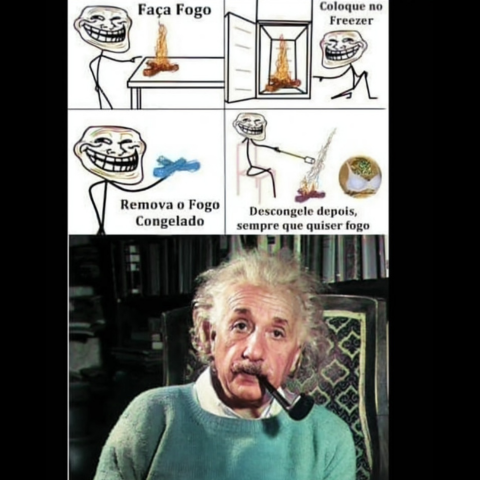 Faça Fogo
Coloque no
Freezer
Remova o Fogo
Congelado
Descongele depois,
sempre que quiser fogo